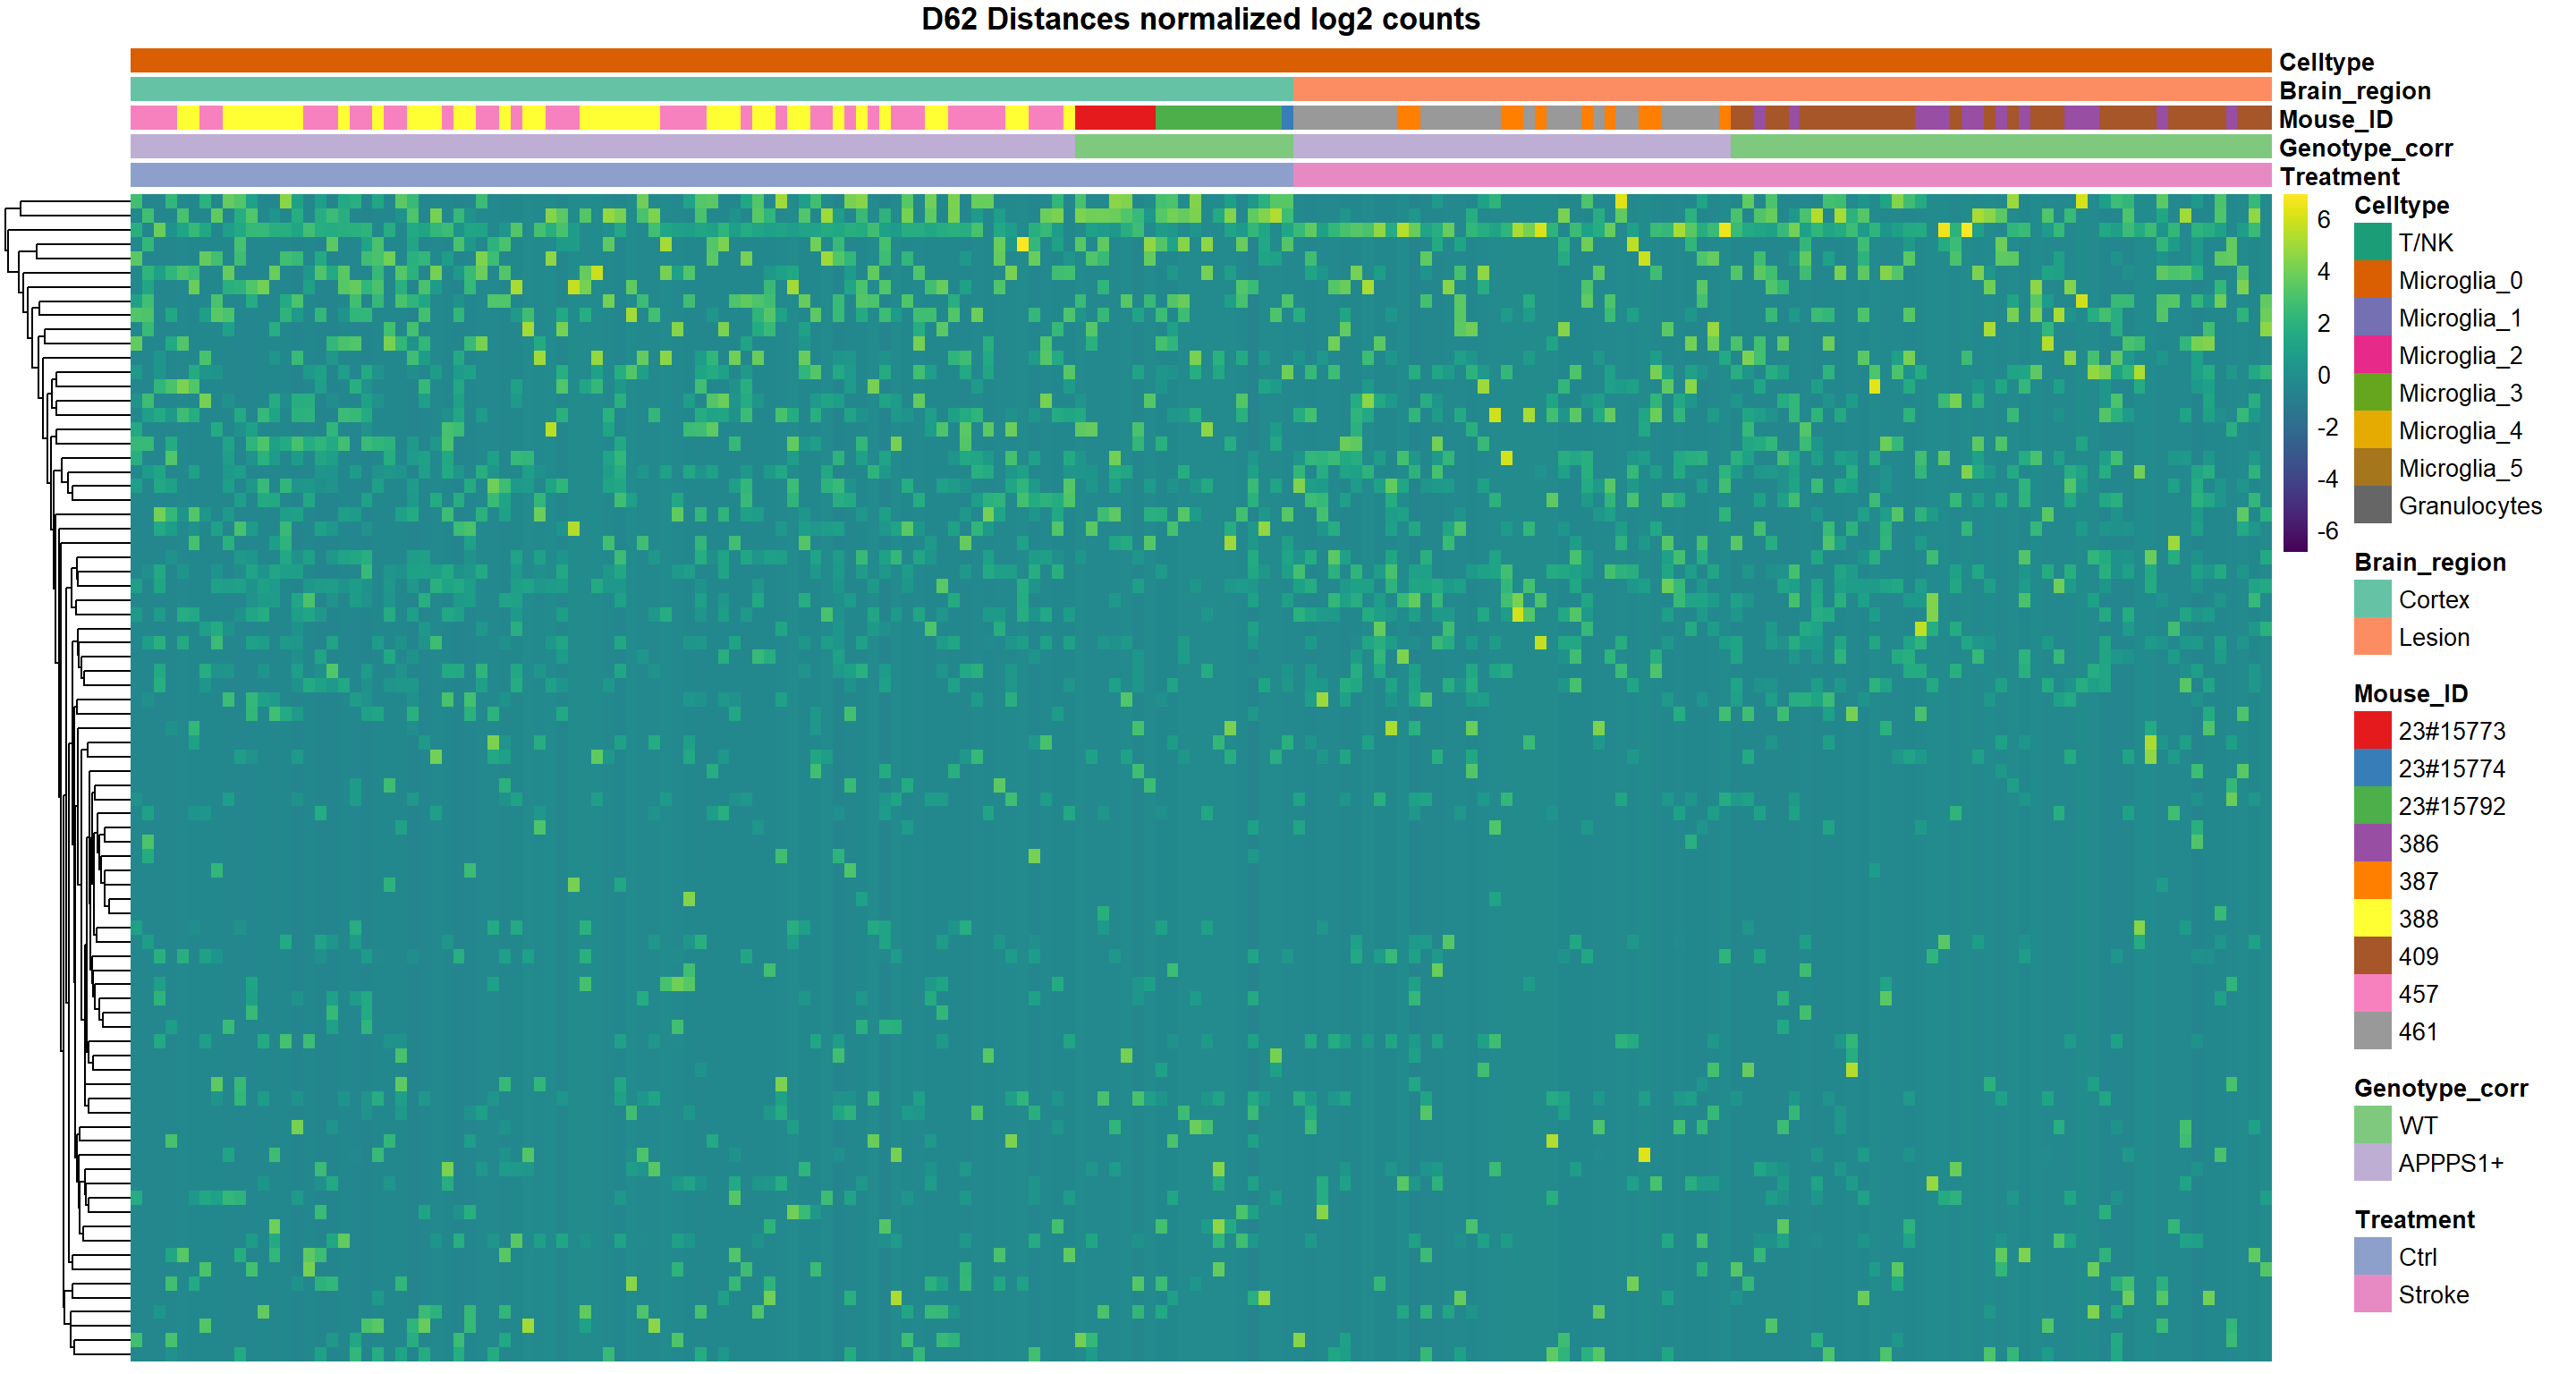 D62 Distances normalized log2 counts
Celltype
Brain_region
Mouse_ID
Genotype_corr
Treatment
6
4
2
0
-2
-4
-6
Celltype
T/NK
Microglia_0
Microglia_1
Microglia_2
Microglia_3
Microglia_4
Microglia_5
Granulocytes
Brain_region
Cortex
Lesion
Mouse_ID
23#15773
23#15774
23#15792
386
387
388
409
457
461
Genotype_corr
WT
APPPS1+
Treatment
Ctrl
Stroke